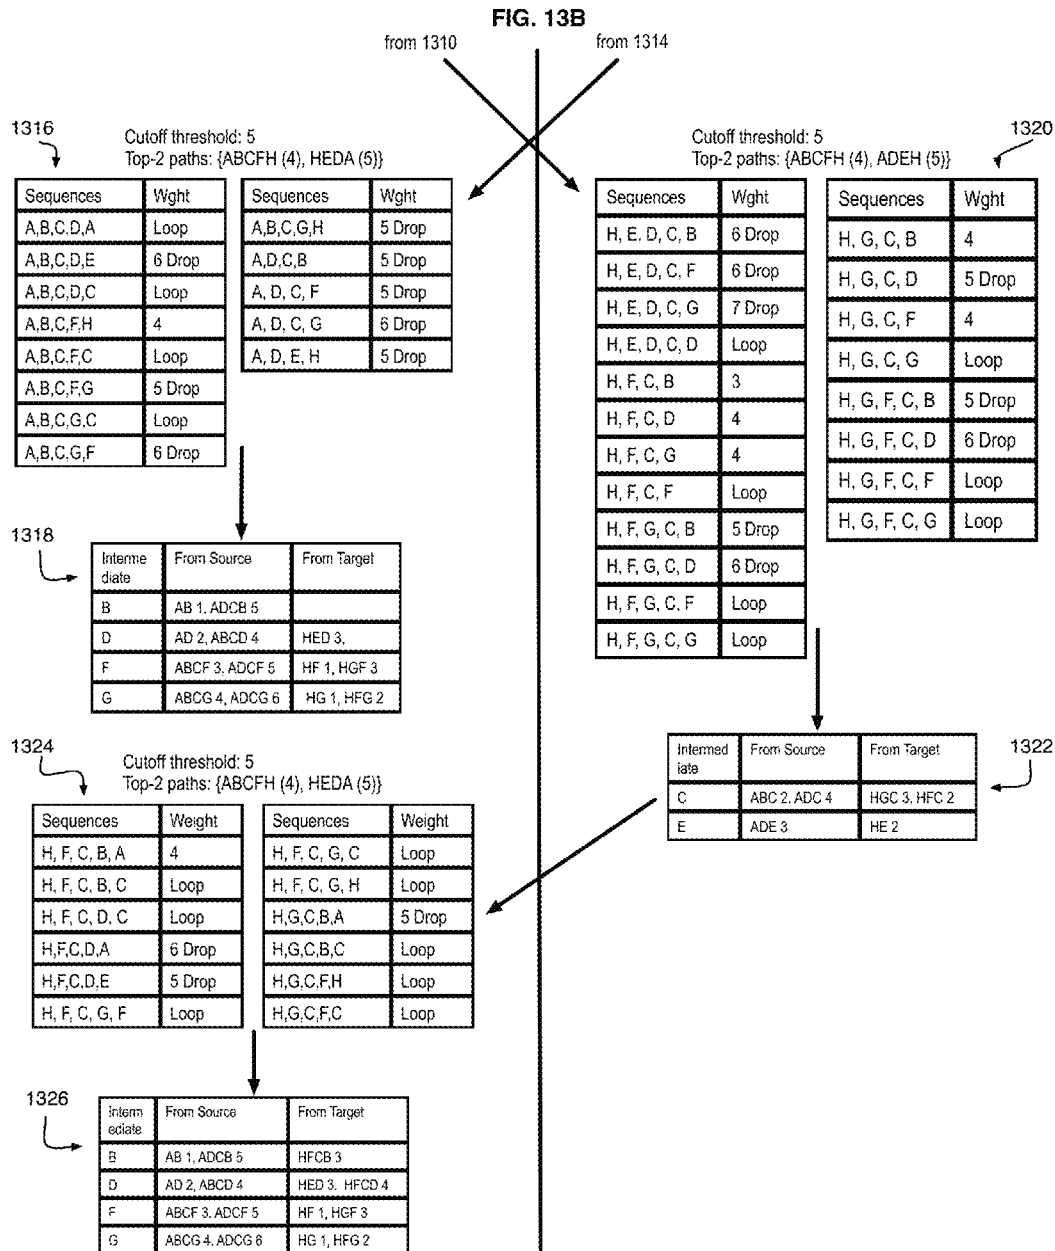 FIG. 13B
from 1310
from 1314
1316
Cutoff threshold: 5
Top-2 paths: {ABCFH (4), HEDA (5)}
Sequences Wght
A,B,C,D,A Loop
A,B,C,D,E 6 Drop
A,B,C,D,C Loop
A,B,C,F,H 4
A,B,C,F,C Loop
A,B,C,F,G 5 Drop
A,B,C,G,C Loop
A,B,C,G,F 6 Drop
Sequences Wght
A,B,C,G,H 5 Drop
A,D,C,B 5 Drop
A, D, C, F 5 Drop
A, D, C, G 6 Drop
A, D, E, H 5 Drop
1320
Cutoff threshold: 5
Top-2 paths: {ABCFH (4), ADEH (5)}
Sequences Wght
H, E, D, C, B 6 Drop
H, E, D, C, F 6 Drop
H, E, D, C, G 7 Drop
H, E, D, C, D Loop
H, F, C, B 3
H, F, C, D 4
H, F, C, G 4
H, F, C, F Loop
H, F, G, C, B 5 Drop
H, F, G, C, D 6 Drop
H, F, G, C, F Loop
H, F, G, C, G Loop
Sequences Wght
H, G, C, B 4
H, G, C, D 5 Drop
H, G, C, F 4
H, G, C, G Loop
H, G, F, C, B 5 Drop
H, G, F, C, D 6 Drop
H, G, F, C, F Loop
H, G, F, C, G Loop
1318
Interme
diate From Source From Target
B AB 1, ADCB 5
D AD 2, ABCD 4 HED 3,
F ABCF 3, ADCF 5 HF 1, HGF 3
G ABCG 4, ADCG 6 HG 1, HFG 2
1322
Intermed
iate From Source From Target
C ABC 2, ADC 4 HGC 3, HFC 2
E ADE 3 HE 2
1324
Cutoff threshold: 5
Top-2 paths: {ABCFH (4), HEDA (5)}
Sequences Weight
H, F, C, B, A 4
H, F, C, B, C Loop
H, F, C, D, C Loop
H,F,C,D,A 6 Drop
H,F,C,D,E 5 Drop
H, F, C, G, F Loop
Sequences Weight
H, F, C, G, C Loop
H, F, C, G, H Loop
H,G,C,B,A 5 Drop
H,G,C,B,C Loop
H,G,C,F,H Loop
H,G,C,F,C Loop
1326
Interm
ediate From Source From Target
B AB 1, ADCB 5 HFCB 3
D AD 2, ABCD 4 HED 3, HFCD 4
F ABCF 3, ADCF 5 HF 1, HGF 3
G ABCG 4, ADCG 6 HG 1, HFG 2